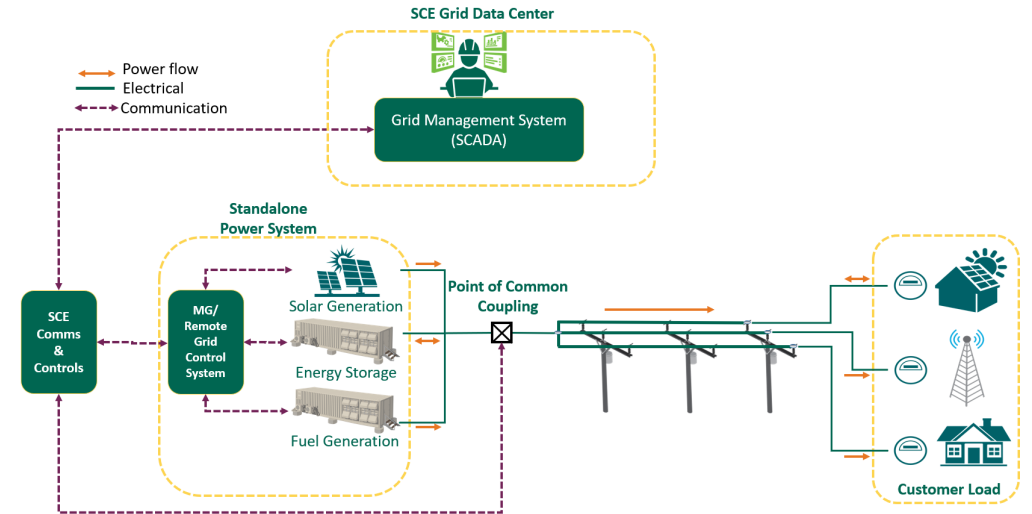 SCE Grid Data Center
Power flow
Electrical
Communication
Grid Management System
(SCADA)
Standalone
Power System
Solar Generation
Point of Common
Coupling
SCE
Comms
&
Controls
MG/
Remote
Grid
Control
System
Energy Storage
Fuel Generation
Customer Load